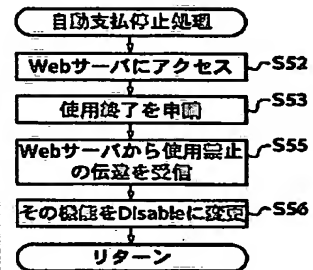 自動支払停止処理
Webサーバにアクセス
S52
使用終了を申請
S53
Webサーバから使用禁止
の伝達を受信
S55
その機能をDisableに変更
S56
リターン